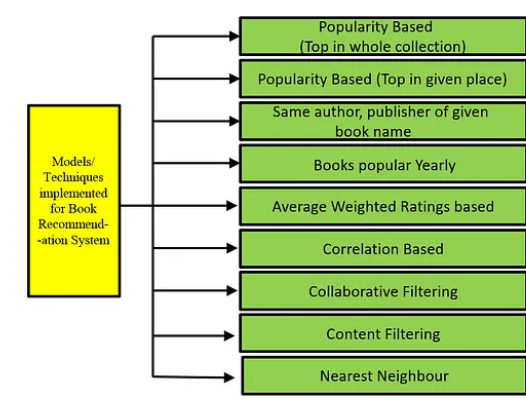 Popularity Based
(Top in whole collection)
Popularity Based (Top in given place)
Same author, publisher of given
book name
Models/
Techniques
implemented
for Book
Recommend-
-ation System
Books popular Yearly
Average Weighted Ratings based
Correlation Based
Collaborative Filtering
Content Filtering
Nearest Neighbour